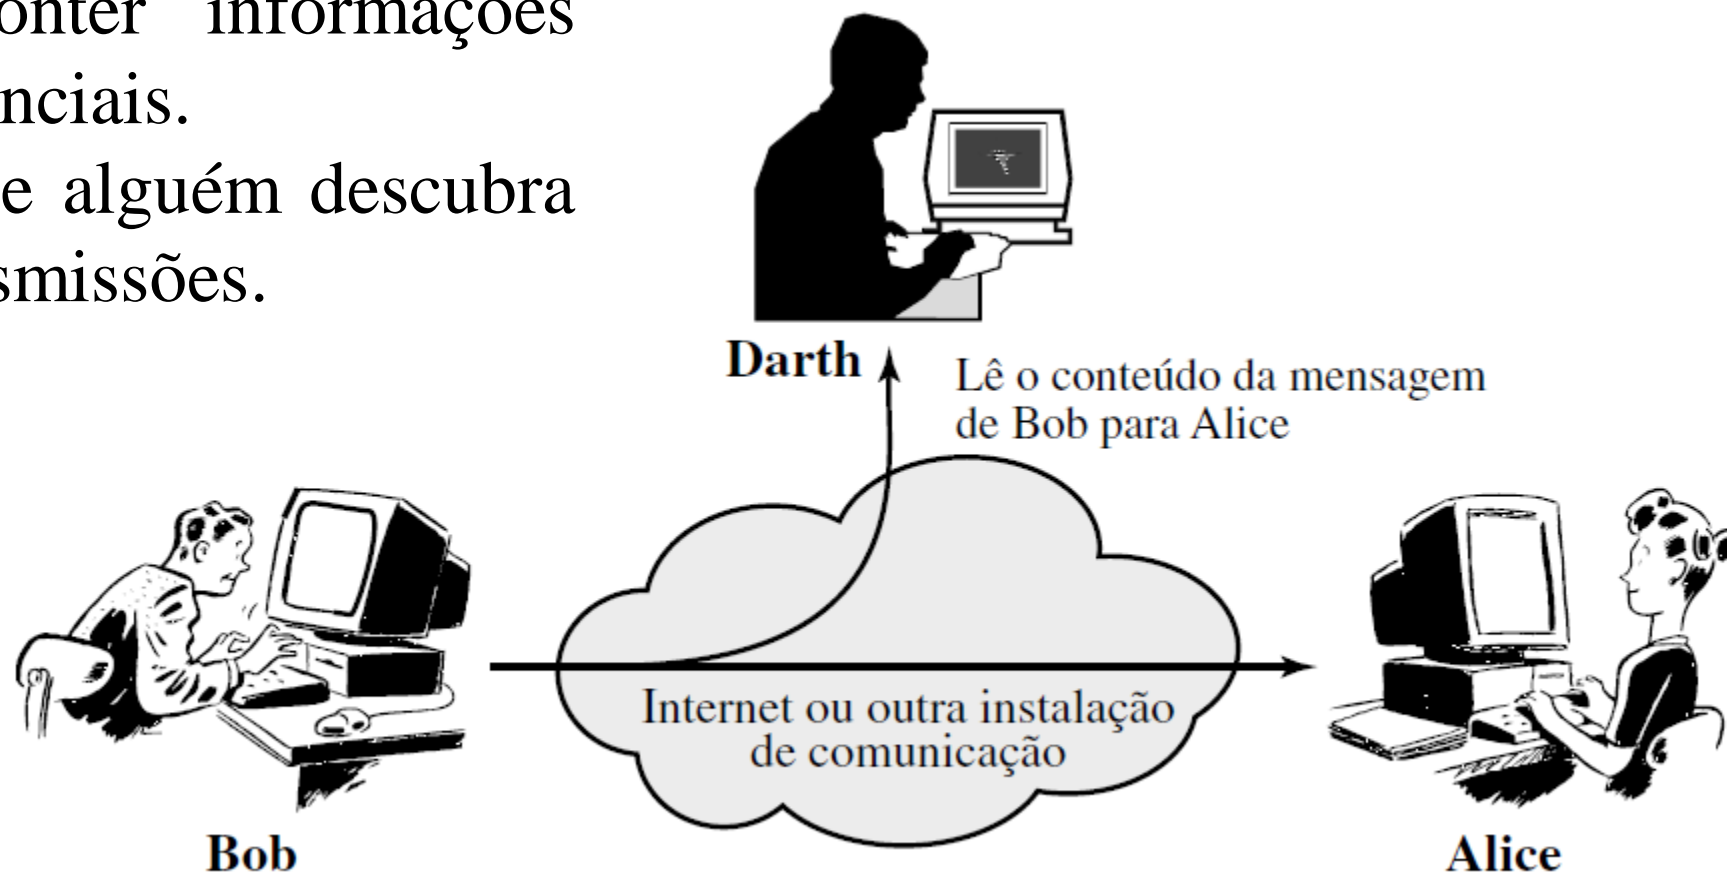 informações
nciais.
e alguém descubra
smissões.
Darth
Lê o conteúdo da mensagem
de Bob para Alice
Internet ou outra instalação
de comunicação
Bob
Alice